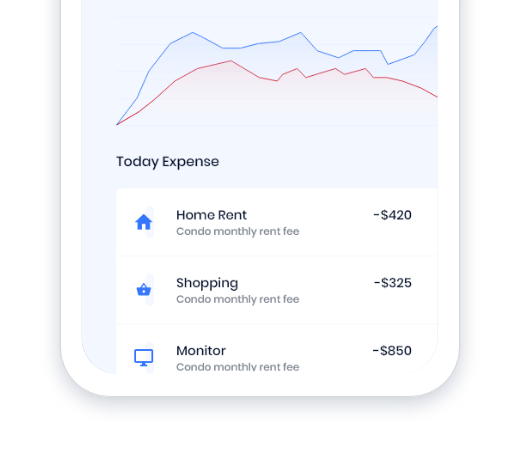 Today Expense
Home Rent -$420
Condo monthly rent fee
Shopping -$325
Condo monthly rent fee
Monitor -$850
Condo monthly rent fee